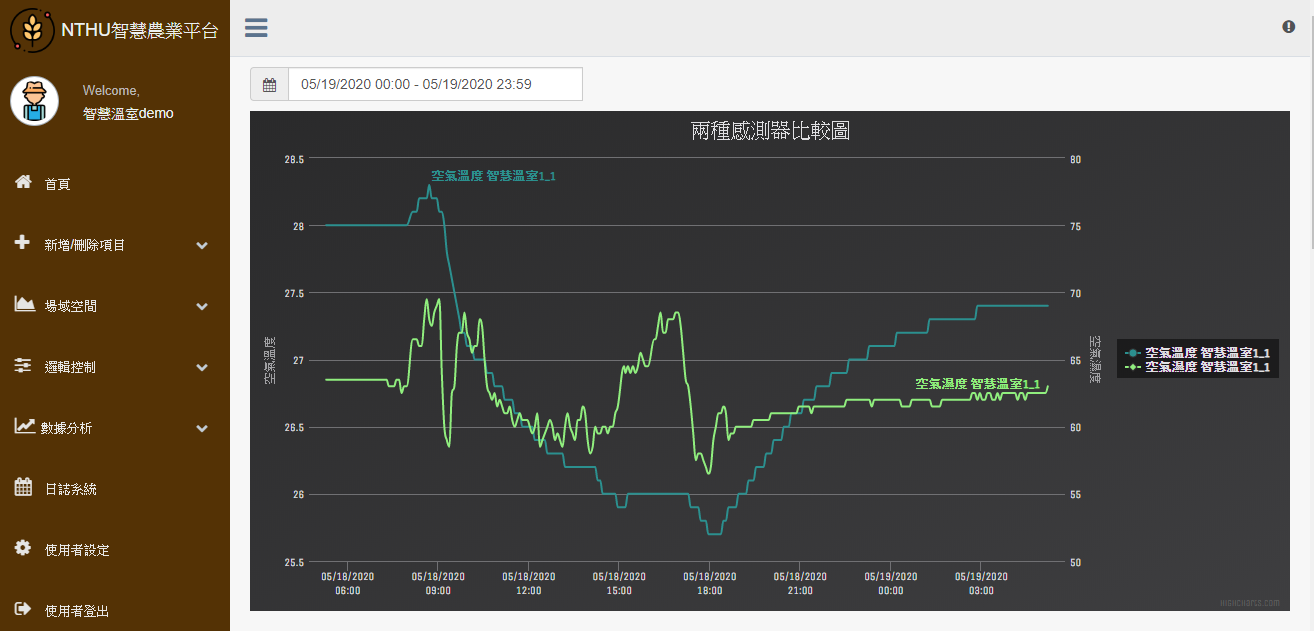 NTHU智慧農業平台
Welcome,
智慧溫室demo
首頁
新增/刪除項目
場域空間
邏輯控制
數據分析
日誌系統
使用者設定
使用者登出
05/19/2020 00:00 - 05/19/2020 23:59
兩種感測器比較圖
28.5
28
27.5
27
26.5
26
25.5
空氣溫度
空氣溫度 智慧溫室1_1
空氣濕度 智慧溫室1_1
80
75
70
65
60
55
50
空氣濕度
05/18/2020
06:00
05/18/2020
09:00
05/18/2020
12:00
05/18/2020
15:00
05/18/2020
18:00
05/18/2020
21:00
05/19/2020
00:00
05/19/2020
03:00
空氣溫度 智慧溫室1_1
空氣濕度 智慧溫室1_1
HIGHCHARTS.COM